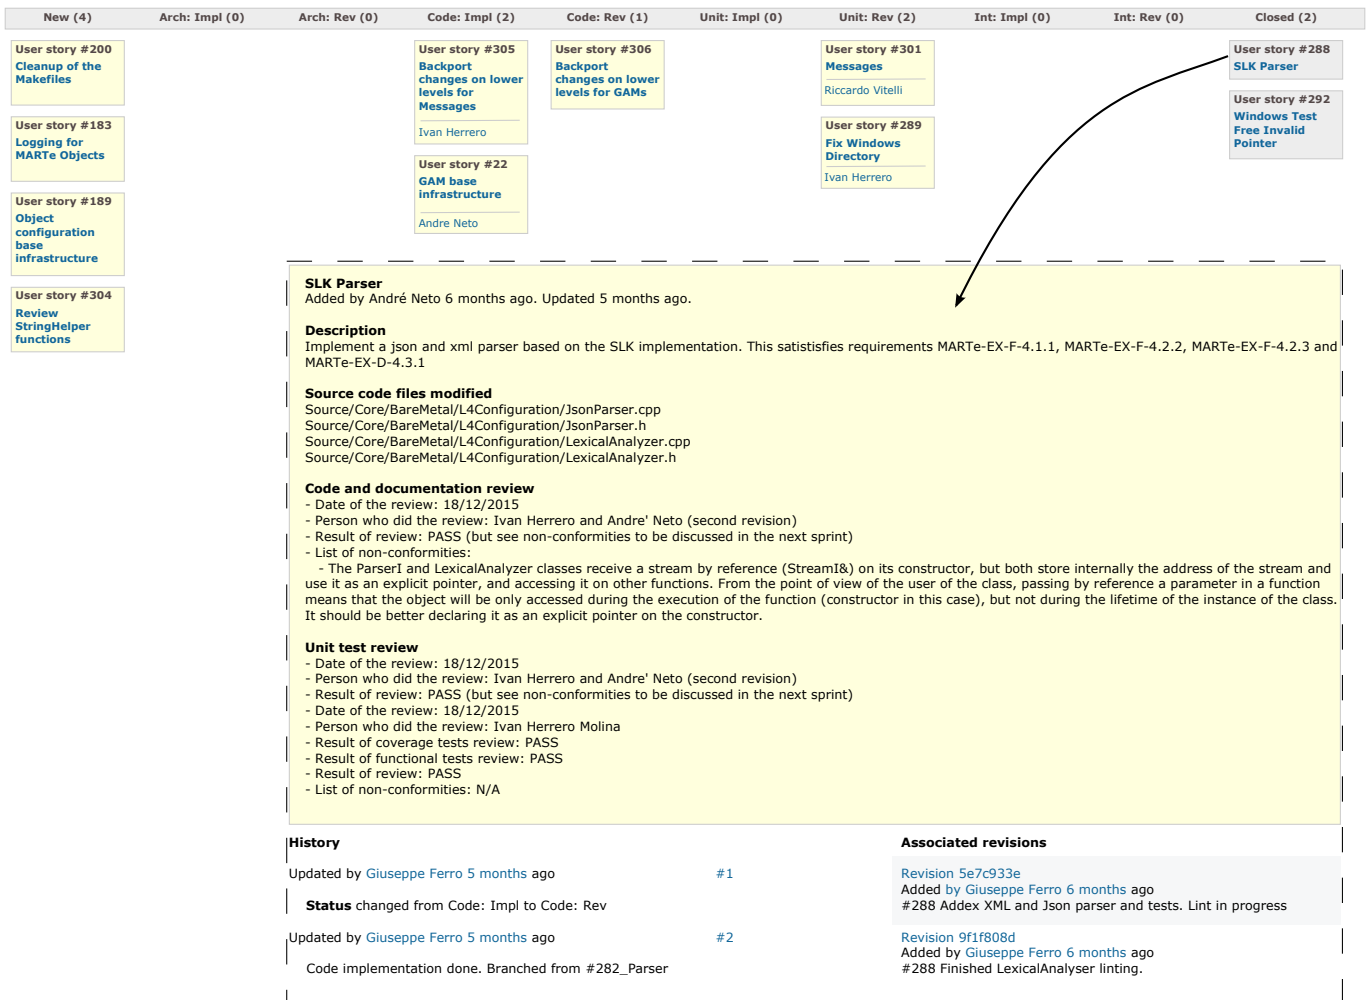 New (4)
Arch: Impl (0)
Arch: Rev (0)
Code: Impl (2)
Code: Rev (1)
Unit: Impl (0)
Unit: Rev (2)
Int: Impl (0)
Int: Rev (0)
Closed (2)
User story #200
Cleanup of the
Makefiles
User story #183
Logging for
MARTe Objects
User story #189
Object
configuration
base
infrastructure
User story #304
Review
StringHelper
functions
User story #305
Backport
changes on lower
levels for
Messages
Ivan Herrero
User story #22
GAM base
infrastructure
Andre Neto
User story #306
Backport
changes on lower
levels for GAMs
User story #301
Messages
Riccardo Vitelli
User story #289
Fix Windows
Directory
Ivan Herrero
User story #288
SLK Parser
User story #292
Windows Test
Free Invalid
Pointer
SLK Parser
Added by André Neto 6 months ago. Updated 5 months ago.
Description
Implement a json and xml parser based on the SLK implementation. This satistisfies requirements MARTe-EX-F-4.1.1, MARTe-EX-F-4.2.2, MARTe-EX-F-4.2.3 and
MARTe-EX-D-4.3.1
Source code files modified
Source/Core/BareMetal/L4Configuration/JsonParser.cpp
Source/Core/BareMetal/L4Configuration/JsonParser.h
Source/Core/BareMetal/L4Configuration/LexicalAnalyzer.cpp
Source/Core/BareMetal/L4Configuration/LexicalAnalyzer.h
Code and documentation review
- Date of the review: 18/12/2015
- Person who did the review: Ivan Herrero and Andre' Neto (second revision)
- Result of review: PASS (but see non-conformities to be discussed in the next sprint)
- List of non-conformities:
- The ParserI and LexicalAnalyzer classes receive a stream by reference (StreamI&) on its constructor, but both store internally the address of the stream and
use it as an explicit pointer, and accessing it on other functions. From the point of view of the user of the class, passing by reference a parameter in a function
means that the object will be only accessed during the execution of the function (constructor in this case), but not during the lifetime of the instance of the class.
It should be better declaring it as an explicit pointer on the constructor.
Unit test review
- Date of the review: 18/12/2015
- Person who did the review: Ivan Herrero and Andre' Neto (second revision)
- Result of review: PASS (but see non-conformities to be discussed in the next sprint)
- Date of the review: 18/12/2015
- Person who did the review: Ivan Herrero Molina
- Result of coverage tests review: PASS
- Result of functional tests review: PASS
- Result of review: PASS
- List of non-conformities: N/A
History
Updated by Giuseppe Ferro 5 months ago #1
Status changed from Code: Impl to Code: Rev
Updated by Giuseppe Ferro 5 months ago #2
Code implementation done. Branched from #282_Parser
Associated revisions
Revision 5e7c933e
Added by Giuseppe Ferro 6 months ago
#288 Addex XML and Json parser and tests. Lint in progress
Revision 9f1f808d
Added by Giuseppe Ferro 6 months ago
#288 Finished LexicalAnalyser linting.